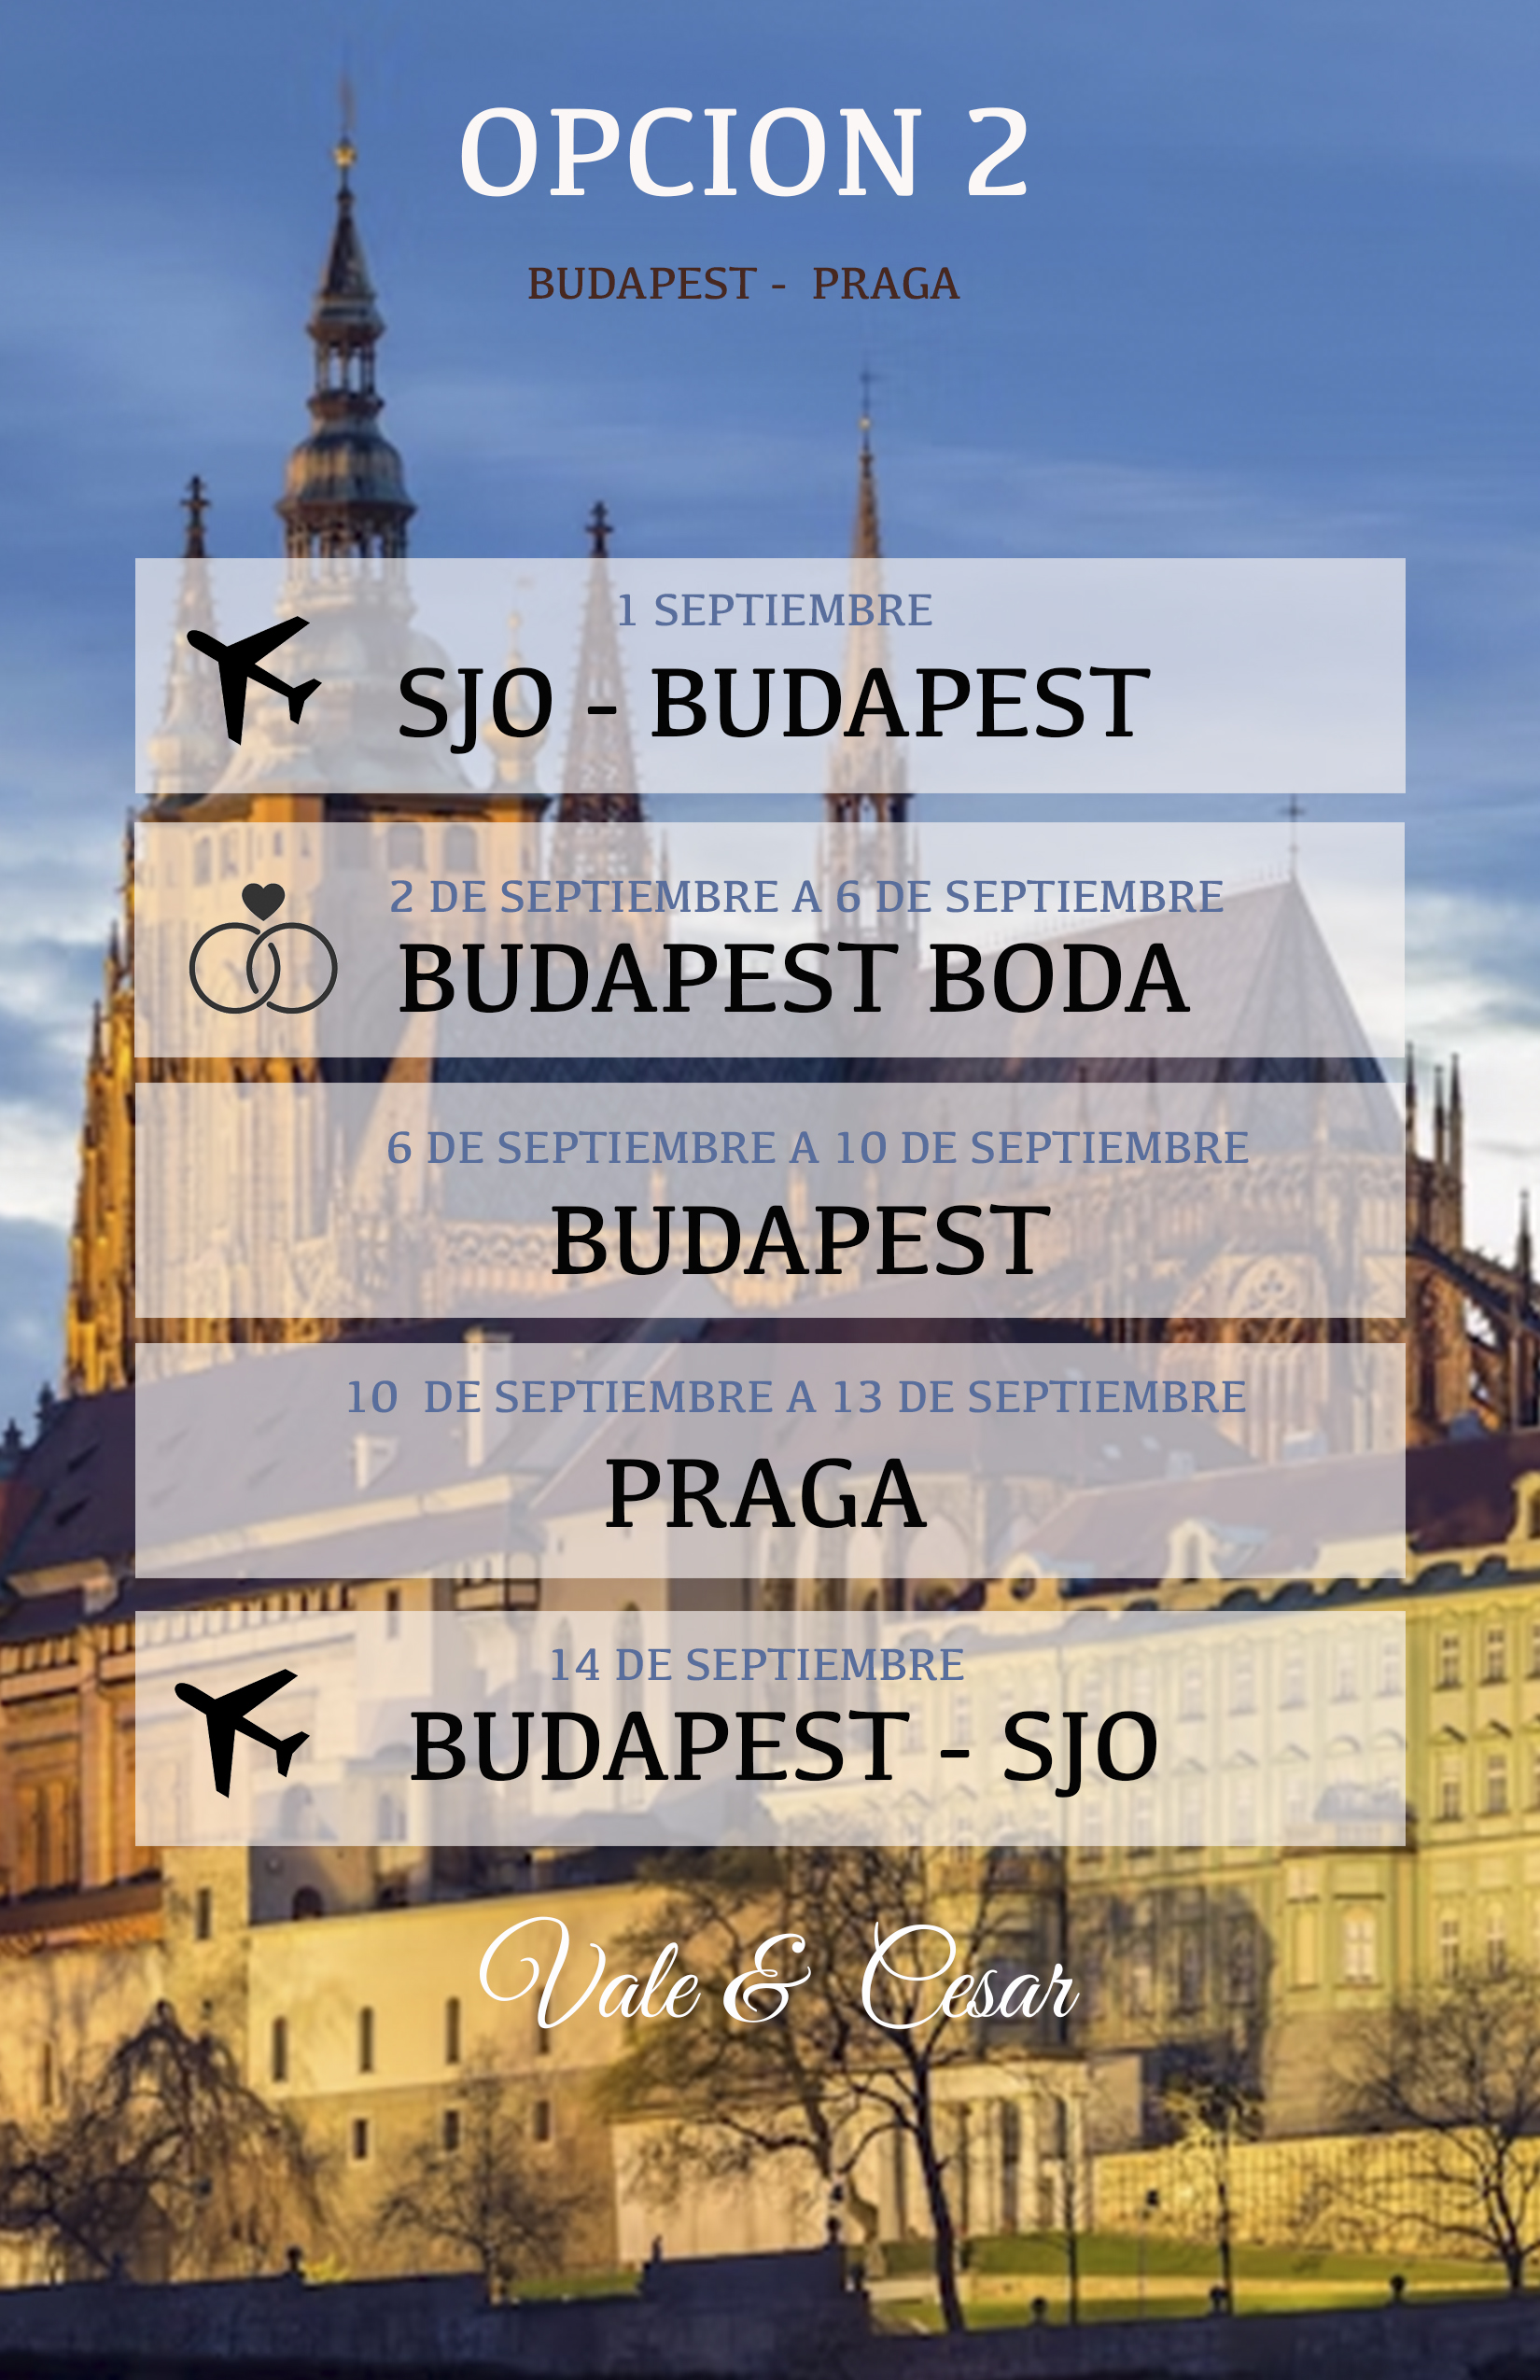 OPCION 2
BUDAPEST - PRAGA
1 SEPTIEMBRE
SJO - BUDAPEST
2 DE SEPTIEMBRE A 6 DE SEPTIEMBRE
BUDAPEST BODA
6 DE SEPTIEMBRE A 10 DE SEPTIEMBRE
BUDAPEST
10 DE SEPTIEMBRE A 13 DE SEPTIEMBRE
PRAGA
14 DE SEPTIEMBRE
BUDAPEST - SJO
Vale & Cesar